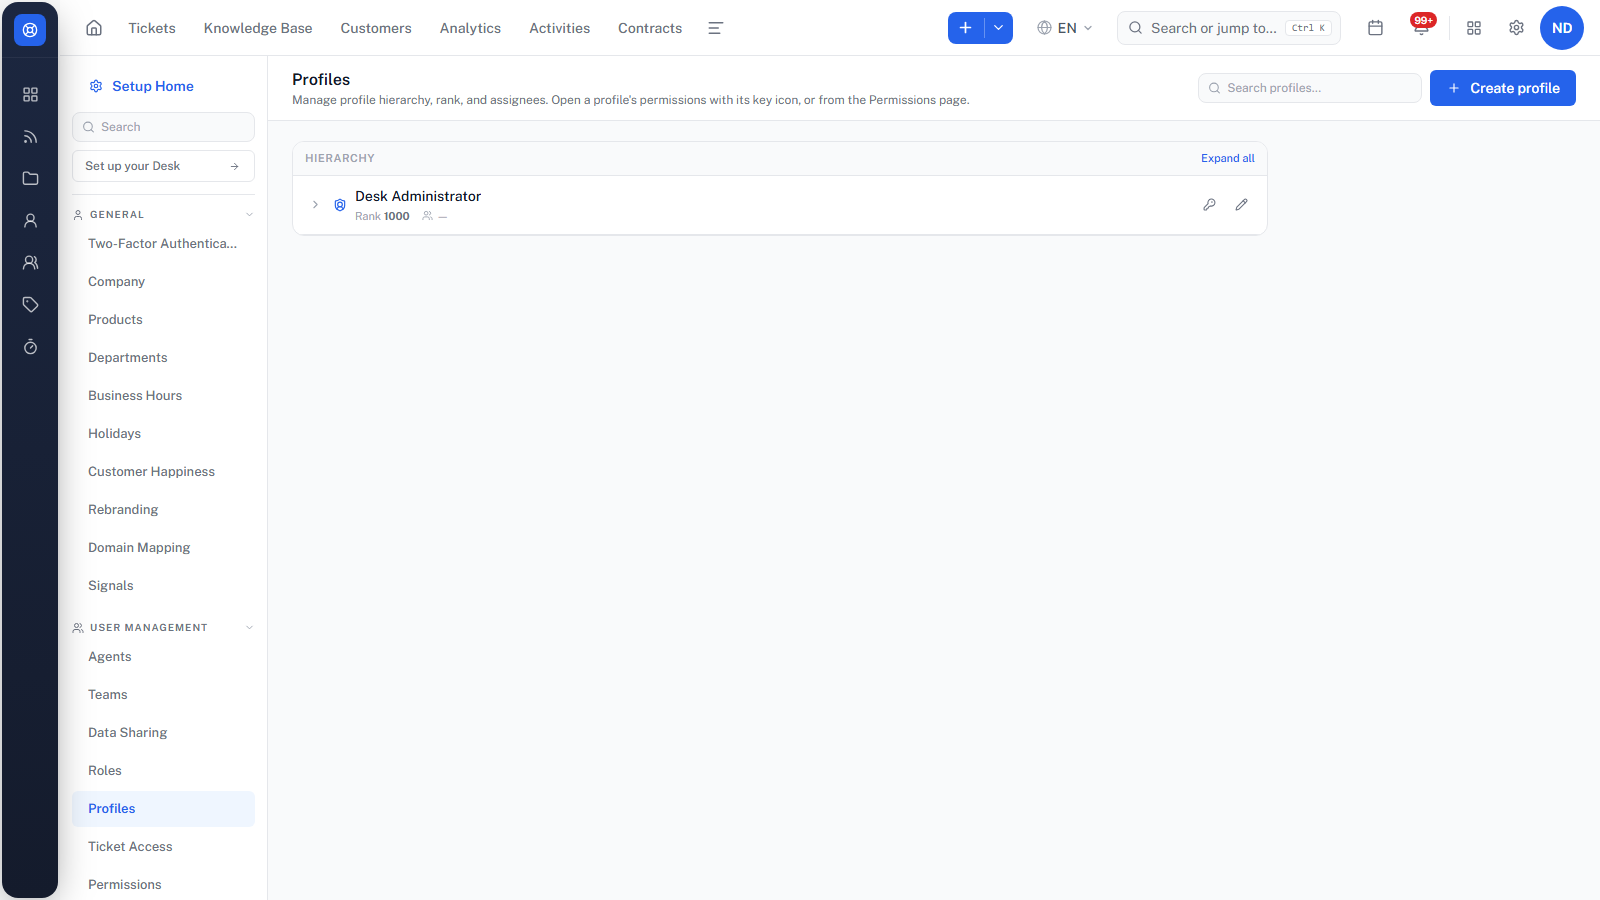 Tickets
Knowledge Base
Customers
Analytics
Activities
Contracts
EN
Search or jump to...
Ctrl K
99+
ND
Setup Home
Search
Set up your Desk
GENERAL
Two-Factor Authentica...
Company
Products
Departments
Business Hours
Holidays
Customer Happiness
Rebranding
Domain Mapping
Signals
USER MANAGEMENT
Agents
Teams
Data Sharing
Roles
Profiles
Ticket Access
Permissions
Profiles
Manage profile hierarchy, rank, and assignees. Open a profile's permissions with its key icon, or from the Permissions page.
Search profiles...
Create profile
HIERARCHY
Expand all
Desk Administrator
Rank 1000 —